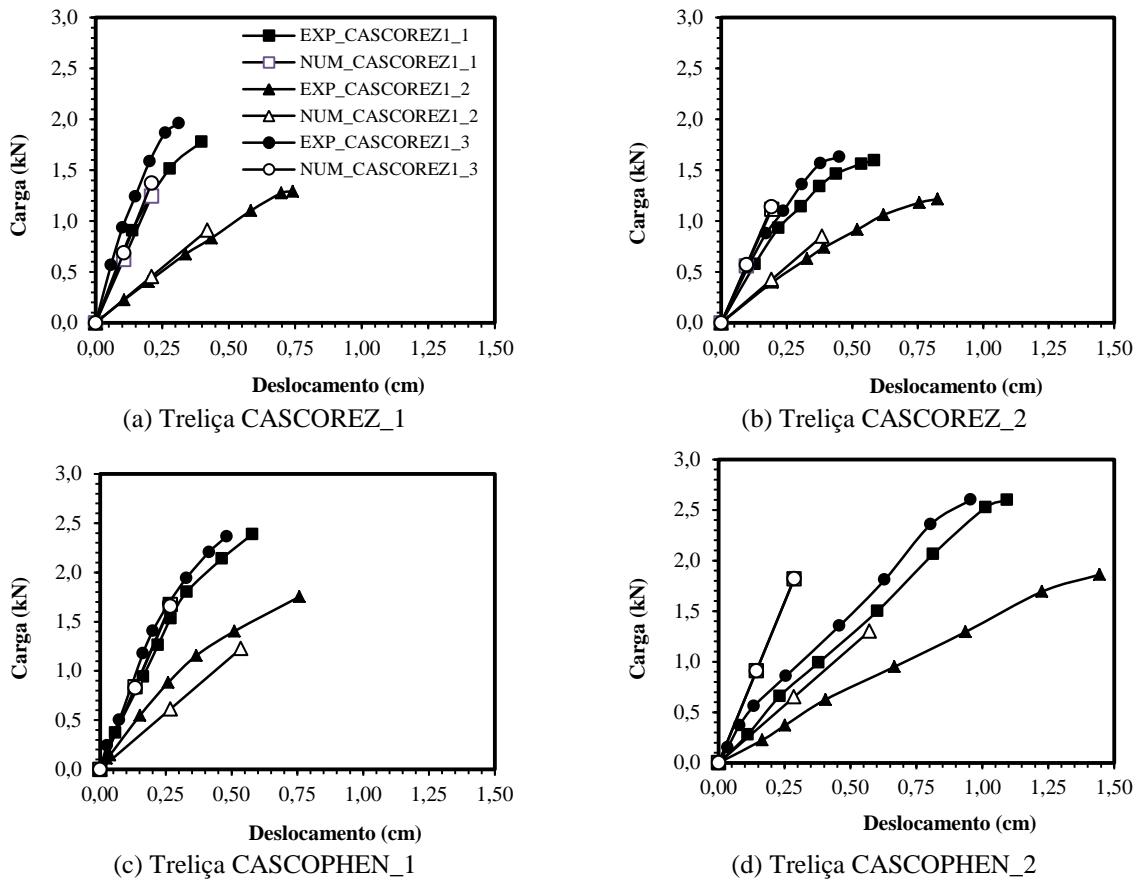 3,0
2,5
2,0
1,5
1,0
0,5
0,0
Carga (kN)
EXP_CASCOREZ1_1
NUM_CASCOREZ1_1
EXP_CASCOREZ1_2
NUM_CASCOREZ1_2
EXP_CASCOREZ1_3
NUM_CASCOREZ1_3
0,00 0,25 0,50 0,75 1,00 1,25 1,50
Deslocamento (cm)
(a) Treliça CASCOREZ_1
3,0
2,5
2,0
1,5
1,0
0,5
0,0
Carga (kN)
0,00 0,25 0,50 0,75 1,00 1,25 1,50
Deslocamento (cm)
(b) Treliça CASCOREZ_2
3,0
2,5
2,0
1,5
1,0
0,5
0,0
Carga (kN)
0,00 0,25 0,50 0,75 1,00 1,25 1,50
Deslocamento (cm)
(c) Treliça CASCOPHEN_1
3,0
2,5
2,0
1,5
1,0
0,5
0,0
Carga (kN)
0,00 0,25 0,50 0,75 1,00 1,25 1,50
Deslocamento (cm)
(d) Treliça CASCOPHEN_2